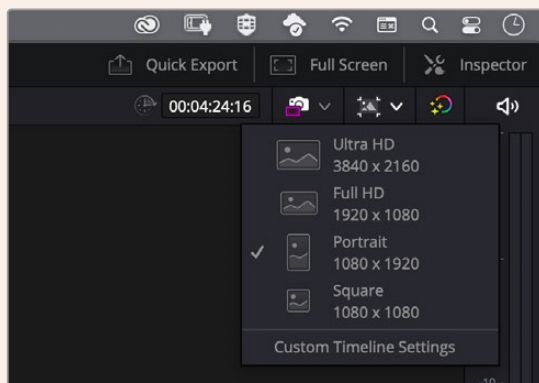 Quick Export
Full Screen
Inspector
00:04:24:16
Ultra HD
3840 x 2160
Full HD
1920 x 1080
Portrait
1080 x 1920
Square
1080 x 1080
Custom Timeline Settings
10